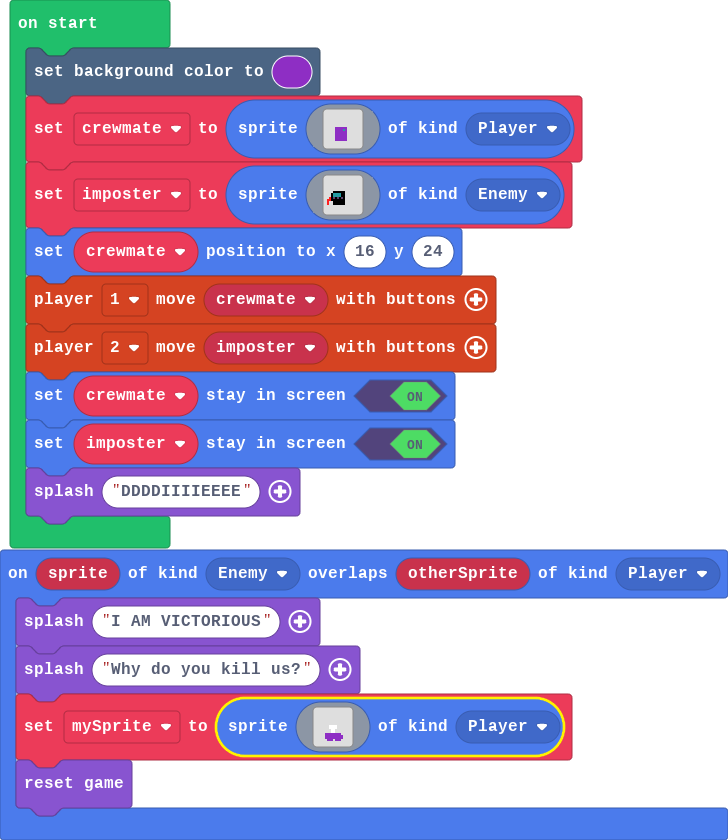 on start
set background color to
set crewmate to sprite of kind Player
set imposter to sprite of kind Enemy
set crewmate position to x 16 y 24
player 1 move crewmate with buttons
player 2 move imposter with buttons
set crewmate stay in screen ON
set imposter stay in screen ON
splash "DDDDIIIIEEEE"
on sprite of kind Enemy overlaps otherSprite of kind Player
splash "I AM VICTORIOUS"
splash "Why do you kill us?"
set mySprite to sprite of kind Player
reset game